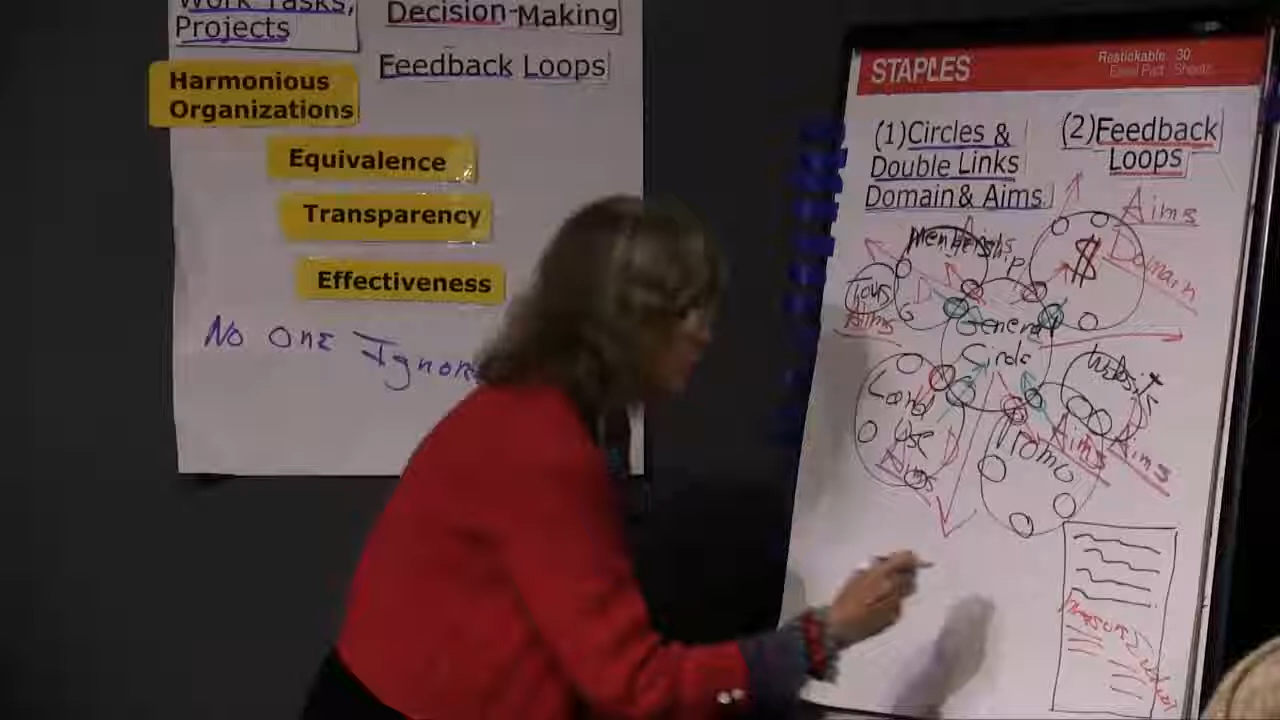 Work Tasks,
Projects
Decision-Making
Feedback Loops
Harmonious
Organizations
Equivalence
Transparency
Effectiveness
No One Ignor
STAPLES
Restickable 30
Easel Pad Sheets
(1)Circles &
Double Links
Domain & Aims
(2)Feedback
Loops
Aims
Domain
$
Membership
Aims
Tours
Aims
General
Circle
Website
Land
Use
Aims
Promo
Aims
Aims